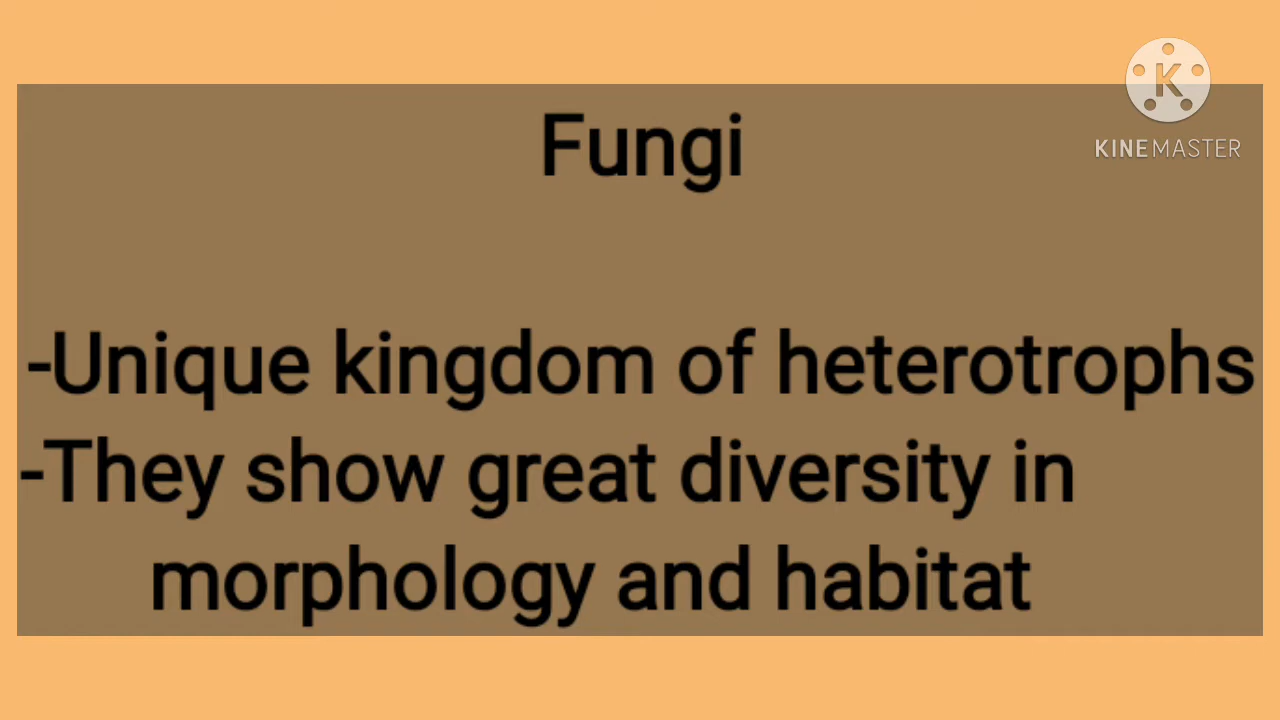 K
KINEMASTER
Fungi
-Unique kingdom of heterotrophs
-They show great diversity in
morphology and habitat